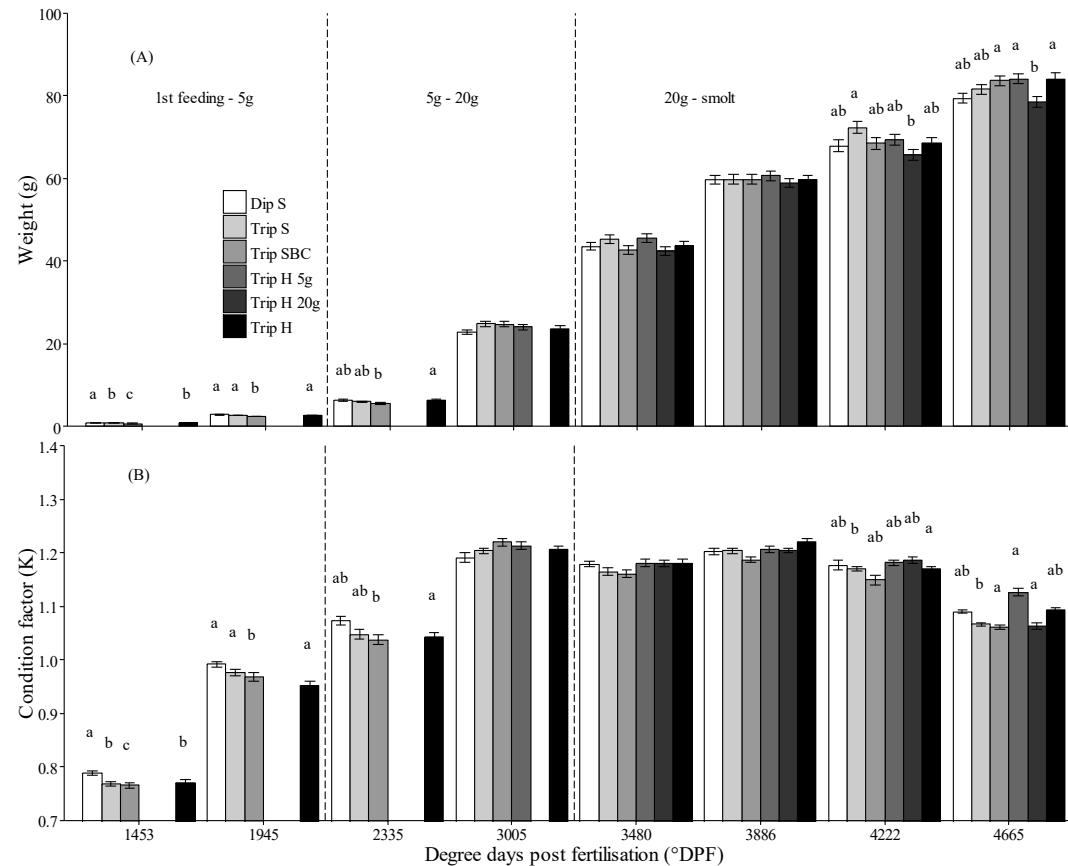 100
(A)
1st feeding - 5g
5g - 20g
20g - smolt
80
60
40
20
0
Weight (g)
Dip S
Trip S
Trip SBC
Trip H 5g
Trip H 20g
Trip H
a b c b
a a b a
ab ab b a
ab a ab ab b ab
ab ab a a b a
1.4
(B)
1.3
1.2
1.1
1.0
0.9
0.8
0.7
Condition factor (K)
a b c b
a a b a
ab ab b a
ab b ab ab ab a
ab b a a a ab
1453 1945 2335 3005 3480 3886 4222 4665
Degree days post fertilisation (°DPF)